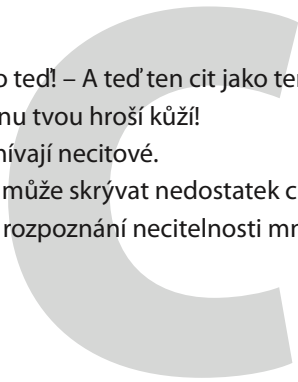 o teď! – A teď ten cit jako ten
nu tvou hroší kůží!
nívají necitové.
může skrývat nedostatek c
rozpoznání necitelnosti mn
C